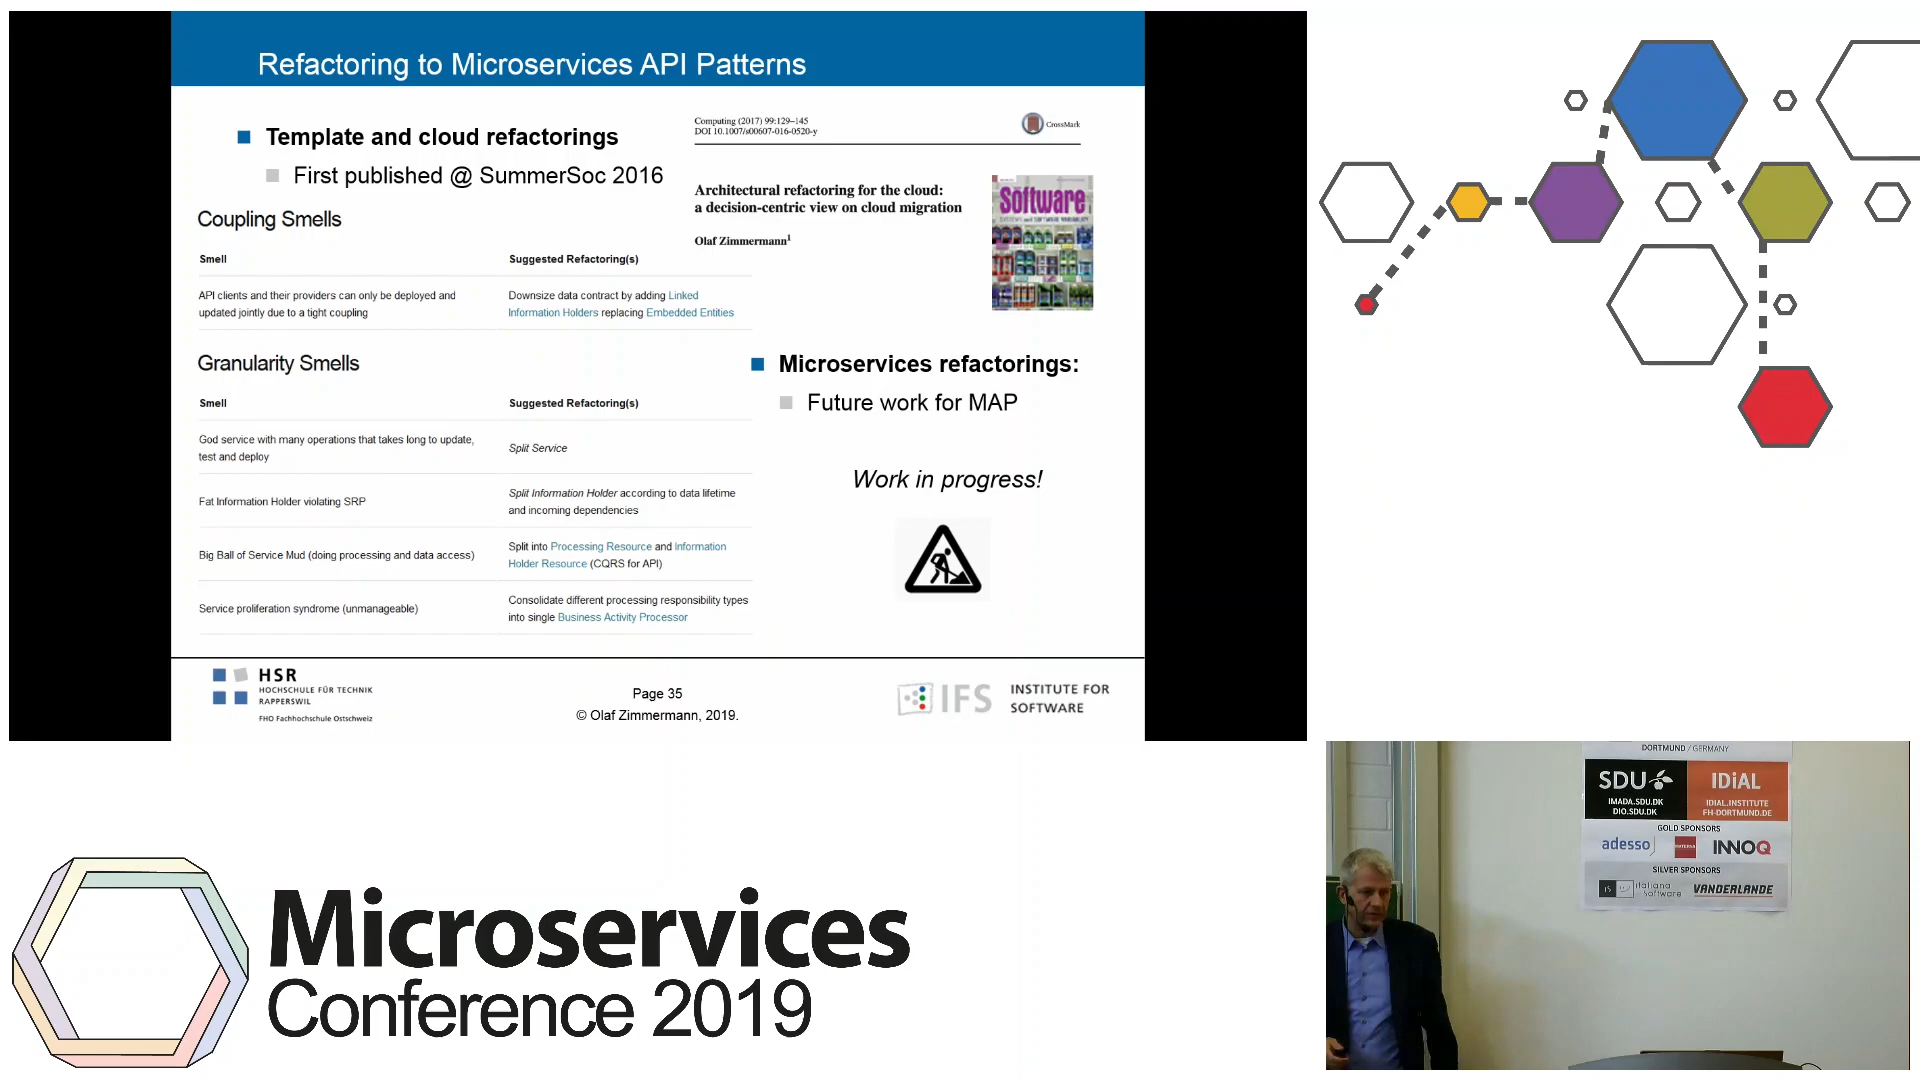 Refactoring to Microservices API Patterns
Template and cloud refactorings
First published @ SummerSoc 2016
Computing (2017) 99:129–145
DOI 10.1007/s00607-016-0520-y
CrossMark
Architectural refactoring for the cloud:
a decision-centric view on cloud migration
Olaf Zimmermann1
Software
Coupling Smells
Smell Suggested Refactoring(s)
API clients and their providers can only be deployed and
updated jointly due to a tight coupling
Downsize data contract by adding Linked
Information Holders replacing Embedded Entities
Granularity Smells
Smell Suggested Refactoring(s)
God service with many operations that takes long to update,
test and deploy
Split Service
Fat Information Holder violating SRP
Split Information Holder according to data lifetime
and incoming dependencies
Big Ball of Service Mud (doing processing and data access)
Split into Processing Resource and Information
Holder Resource (CQRS for API)
Service proliferation syndrome (unmanageable)
Consolidate different processing responsibility types
into single Business Activity Processor
Microservices refactorings:
Future work for MAP
Work in progress!
HSR
HOCHSCHULE FÜR TECHNIK
RAPPERSWIL
FHO Fachhochschule Ostschweiz
Page 35
© Olaf Zimmermann, 2019.
IFS
INSTITUTE FOR
SOFTWARE
Microservices
Conference 2019
DORTMUND / GERMANY
SDU
IMADA.SDU.DK
DIO.SDU.DK
IDiAL
IDIAL.INSTITUTE
FH-DORTMUND.DE
GOLD SPONSORS
adesso
INNOQ
SILVER SPONSORS
italiana
Software
VANDERLANDE